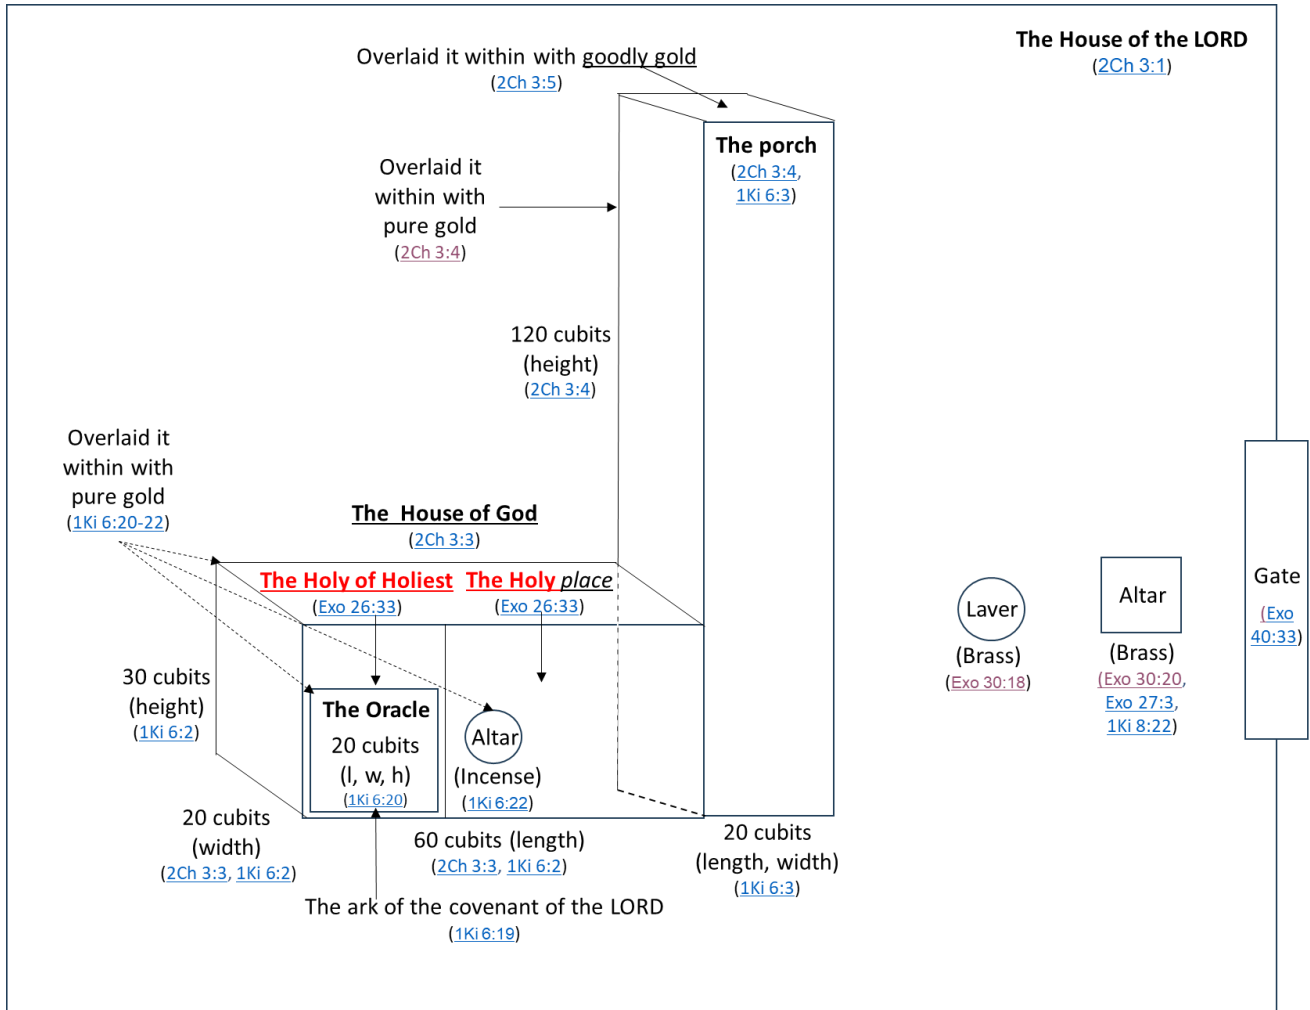 The House of the LORD
(2Ch 3:1)
Overlaid it within with goodly gold
(2Ch 3:5)
The porch
(2Ch 3:4,
1Ki 6:3)
Overlaid it
within with
pure gold
(2Ch 3:4)
120 cubits
(height)
(2Ch 3:4)
Overlaid it
within with
pure gold
(1Ki 6:20-22)
The House of God
(2Ch 3:3)
The Holy of Holiest
(Exo 26:33)
The Holy place
(Exo 26:33)
30 cubits
(height)
(1Ki 6:2)
The Oracle
20 cubits
(l, w, h)
(1Ki 6:20)
Altar
(Incense)
(1Ki 6:22)
20 cubits
(width)
(2Ch 3:3, 1Ki 6:2)
60 cubits (length)
(2Ch 3:3, 1Ki 6:2)
20 cubits
(length, width)
(1Ki 6:3)
The ark of the covenant of the LORD
(1Ki 6:19)
Laver
(Brass)
(Exo 30:18)
Altar
(Brass)
(Exo 30:20,
Exo 27:3,
1Ki 8:22)
Gate
(Exo
40:33)